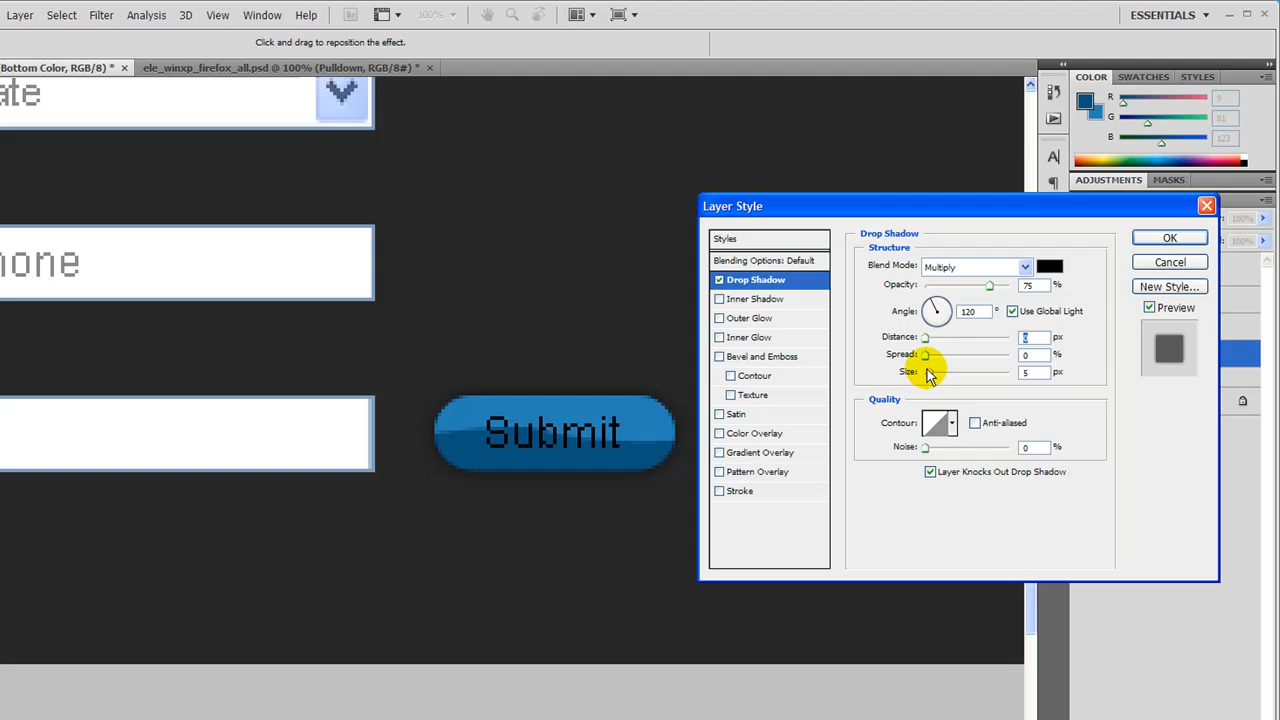 Layer Select Filter Analysis 3D View Window Help Br 100% ESSENTIALS
Click and drag to reposition the effect.
(Bottom Color, RGB/8) * × ele_winxp_firefox_all.psd @ 100% (Pulldown, RGB/8#) * ×
COLOR SWATCHES STYLES
R 9
G 81
B 123
ADJUSTMENTS MASKS
100%
100%
ate
hone
Submit
Layer Style
Styles
Blending Options: Default
Drop Shadow
Inner Shadow
Outer Glow
Inner Glow
Bevel and Emboss
Contour
Texture
Satin
Color Overlay
Gradient Overlay
Pattern Overlay
Stroke
Drop Shadow
Structure
Blend Mode: Multiply
Opacity: 75 %
Angle: 120 ° Use Global Light
Distance: 0 px
Spread: 0 %
Size: 5 px
Quality
Contour: Anti-aliased
Noise: 0 %
Layer Knocks Out Drop Shadow
OK
Cancel
New Style...
Preview